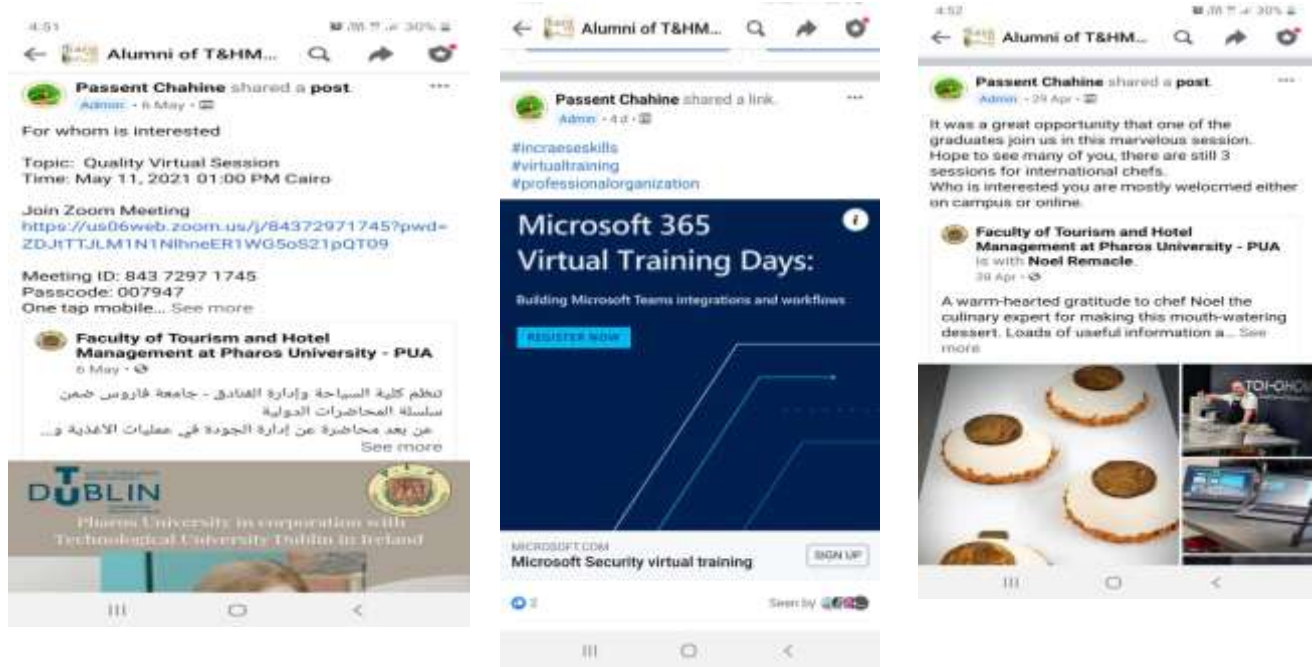 4:51
30%
Alumni of T&HM...
Passent Chahine shared a post.
Admin • 6 May •
For whom is interested
Topic: Quality Virtual Session
Time: May 11, 2021 01:00 PM Cairo
Join Zoom Meeting
https://us06web.zoom.us/j/84372971745?pwd=
ZDJtTTJLM1N1NlhneER1WG5oS21pQT09
Meeting ID: 843 7297 1745
Passcode: 007947
One tap mobile... See more
Faculty of Tourism and Hotel
Management at Pharos University - PUA
6 May •
تنظم كلية السياحة وإدارة الفنادق - جامعة فاروس ضمن
سلسلة المحاضرات الدولية
عن بعد محاضرة عن إدارة الجودة في عمليات الأغذية و...
See more
DUBLIN
Pharos University in corporation with
Technological University Dublin in Ireland
Alumni of T&HM...
Passent Chahine shared a link.
Admin • 4 d •
#incraeseskills
#virtualtraining
#professionalorganization
Microsoft 365
Virtual Training Days:
Building Microsoft Teams integrations and workflows
REGISTER NOW
MICROSOFT.COM
Microsoft Security virtual training
SIGN UP
2
Seen by
4:52
30%
Alumni of T&HM...
Passent Chahine shared a post.
Admin • 29 Apr •
It was a great opportunity that one of the
graduates join us in this marvelous session.
Hope to see many of you, there are still 3
sessions for international chefs.
Who is interested you are mostly welocmed either
on campus or online.
Faculty of Tourism and Hotel
Management at Pharos University - PUA
is with Noel Remacle.
29 Apr •
A warm-hearted gratitude to chef Noel the
culinary expert for making this mouth-watering
dessert. Loads of useful information a... See
more